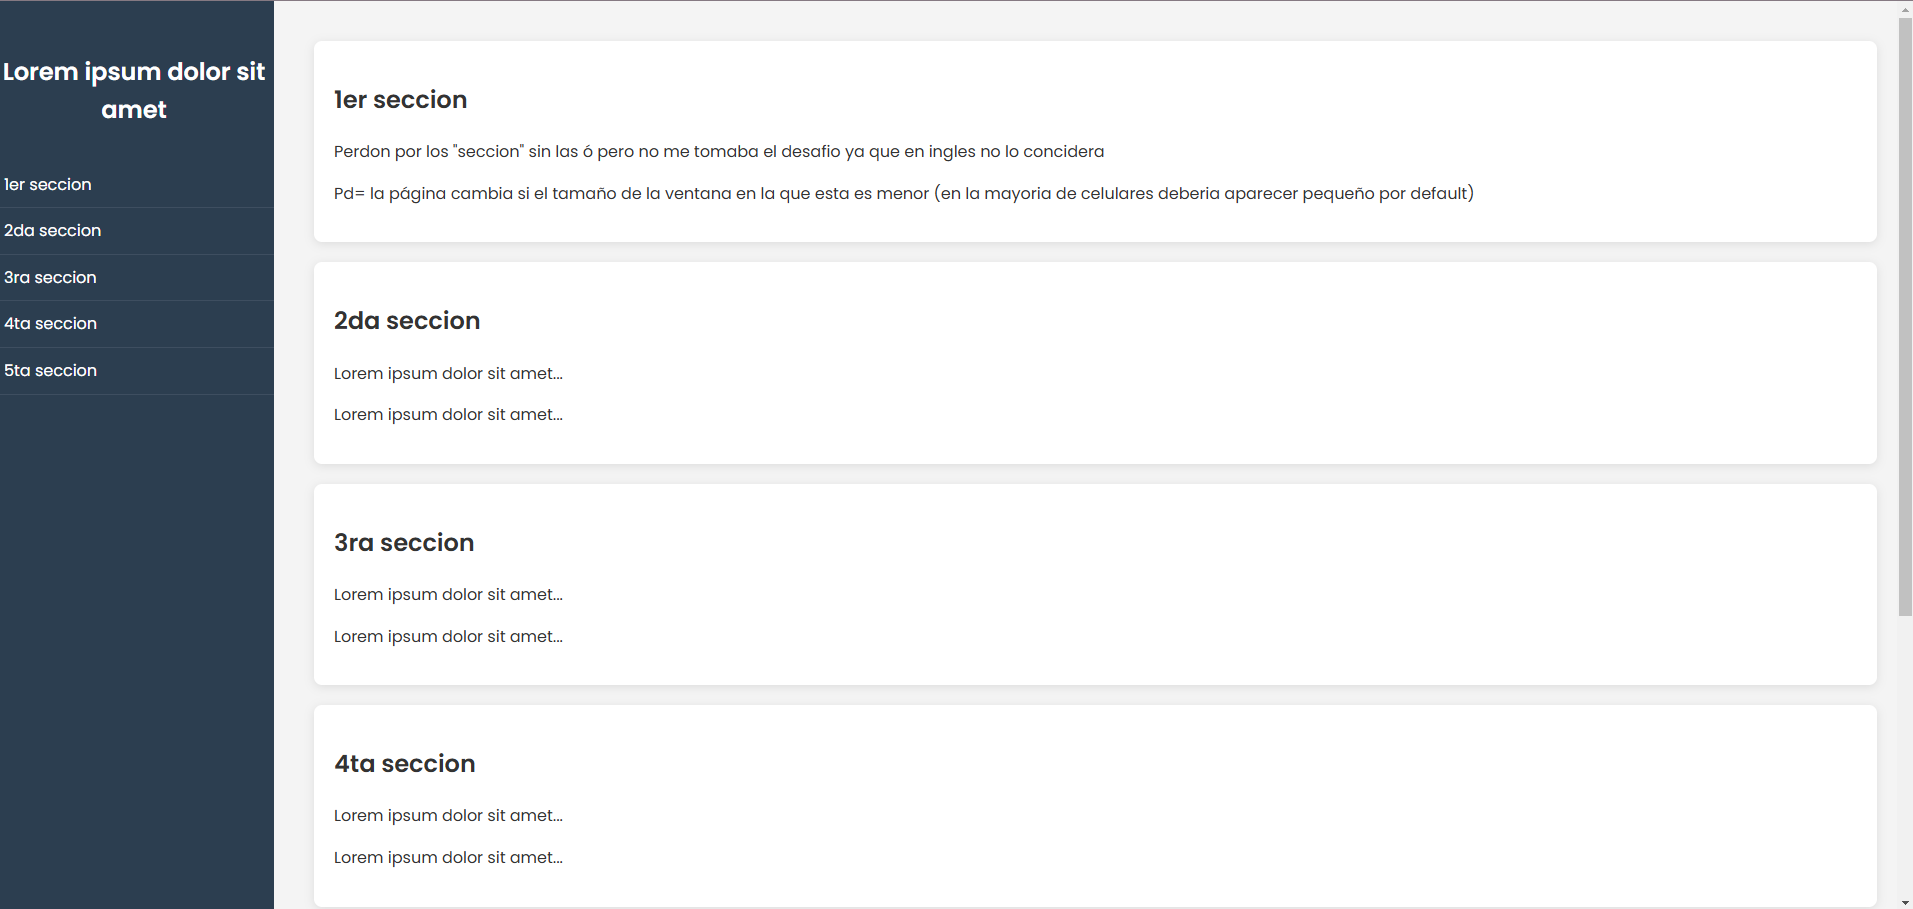 Lorem ipsum dolor sit
amet
1er seccion
2da seccion
3ra seccion
4ta seccion
5ta seccion
1er seccion
Perdon por los "seccion" sin las ó pero no me tomaba el desafio ya que en ingles no lo concidera
Pd= la página cambia si el tamaño de la ventana en la que esta es menor (en la mayoria de celulares deberia aparecer pequeño por default)
2da seccion
Lorem ipsum dolor sit amet...
Lorem ipsum dolor sit amet...
3ra seccion
Lorem ipsum dolor sit amet...
Lorem ipsum dolor sit amet...
4ta seccion
Lorem ipsum dolor sit amet...
Lorem ipsum dolor sit amet...